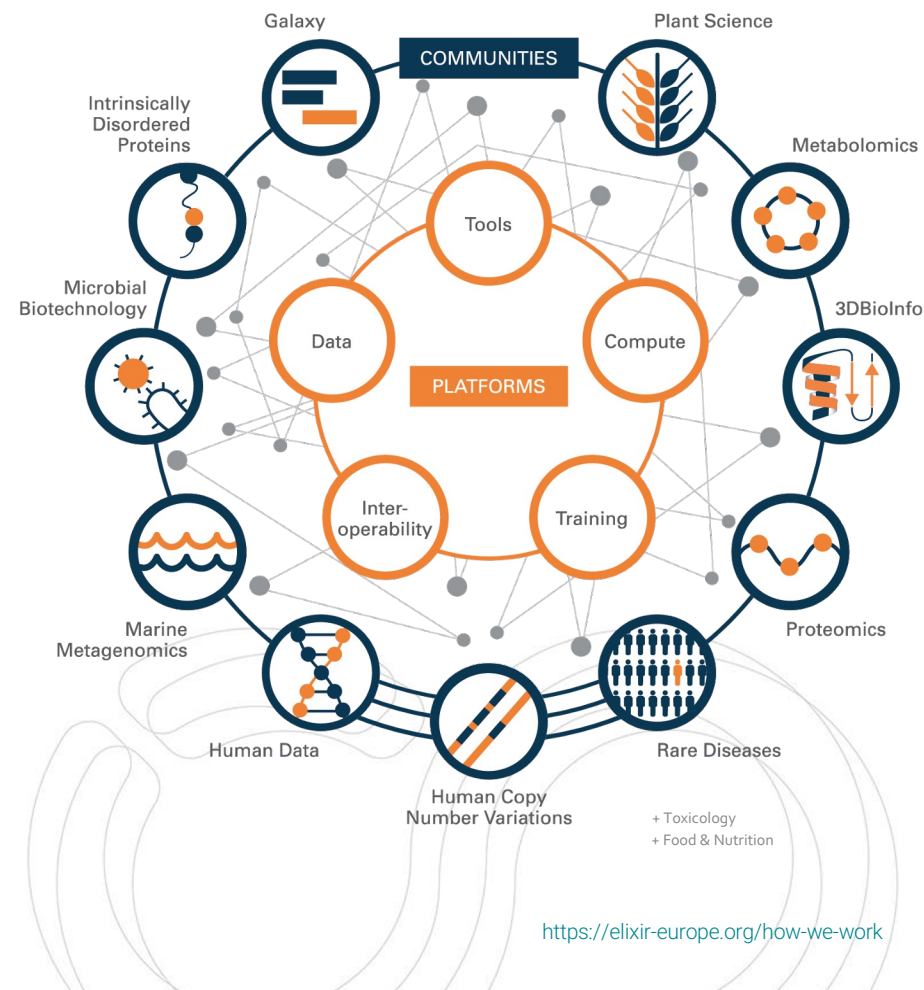 Galaxy
COMMUNITIES
Plant Science
Intrinsically
Disordered
Proteins
Metabolomics
Tools
Microbial
Biotechnology
3DBioInfo
Data
Compute
PLATFORMS
Inter-
operability
Training
Marine
Metagenomics
Proteomics
Human Data
Rare Diseases
Human Copy
Number Variations
+ Toxicology
+ Food & Nutrition
https://elixir-europe.org/how-we-work